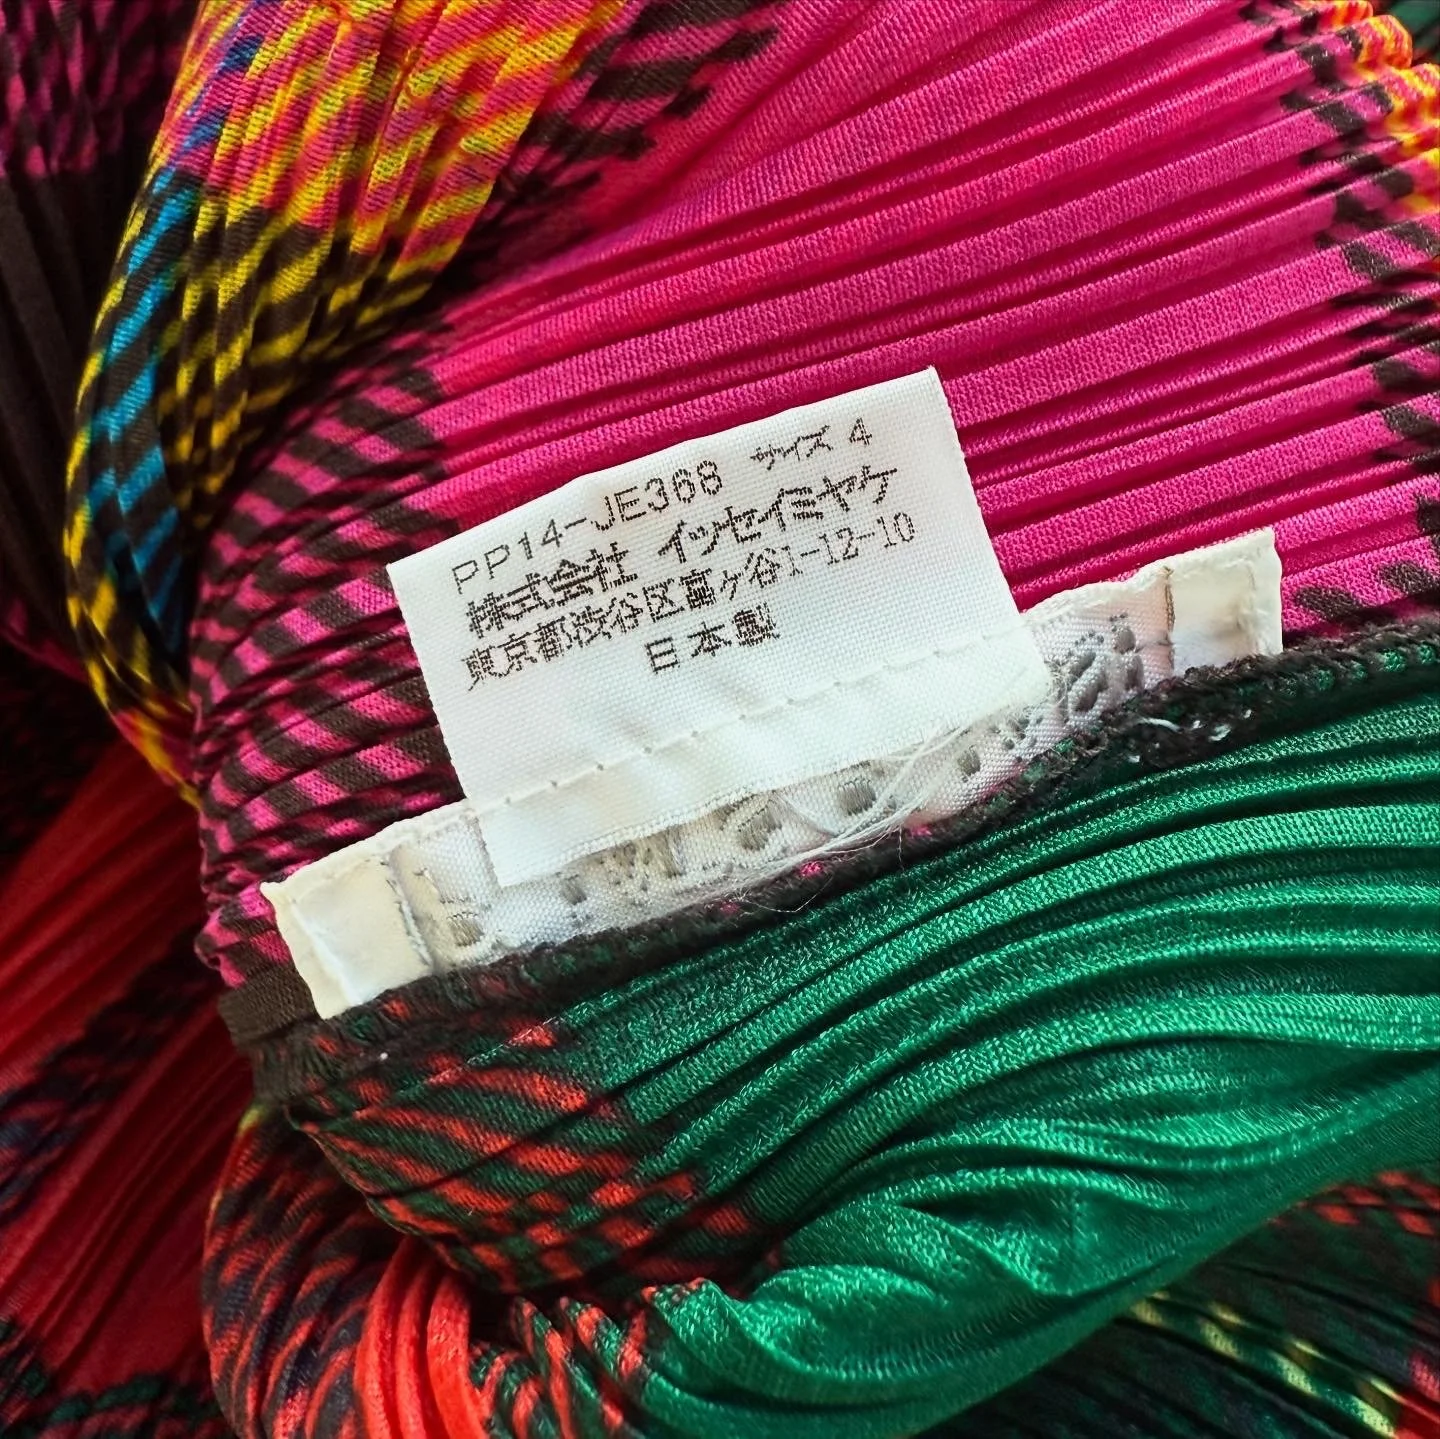 PP14-JE368 サイズ 4
株式会社 イッセイミヤケ
東京都渋谷区富ヶ谷1-12-10
日本製